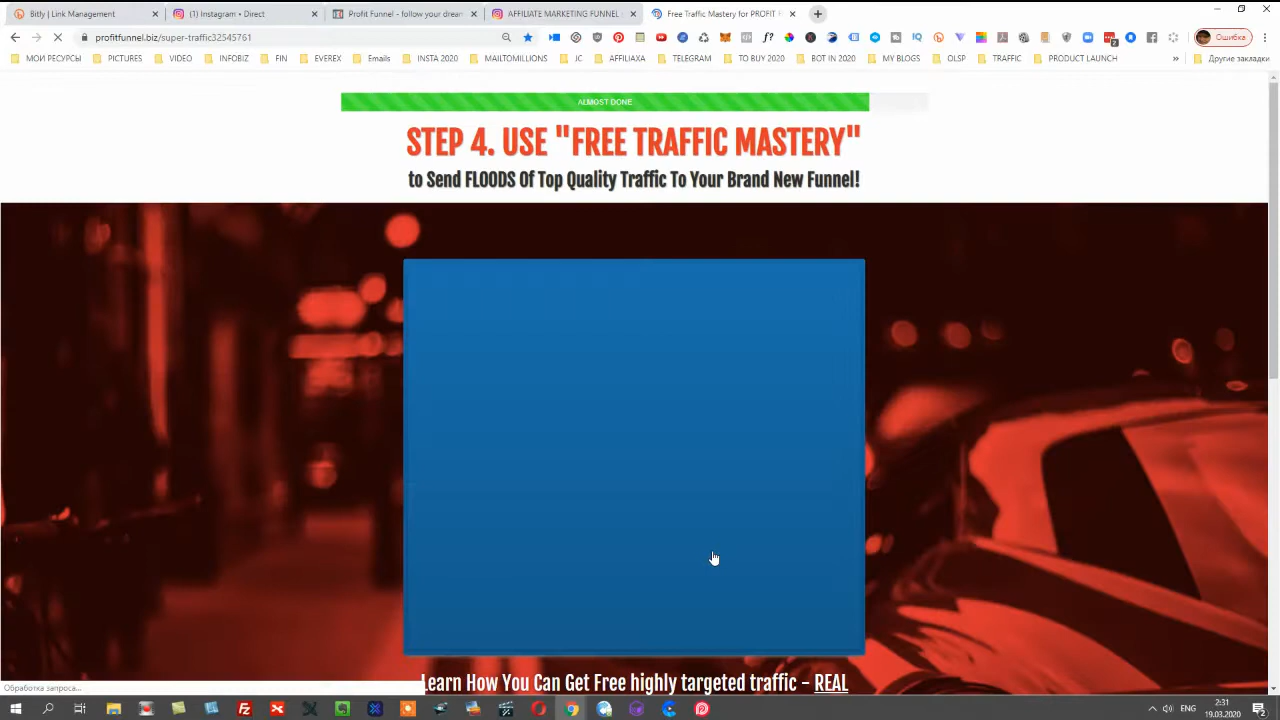 Bitly | Link Management
(1) Instagram • Direct
Profit Funnel - follow your dream
AFFILIATE MARKETING FUNNEL
Free Traffic Mastery for PROFIT F
profitfunnel.biz/super-traffic32545761
Ошибка
МОИ РЕСУРСЫ
PICTURES
VIDEO
INFOBIZ
FIN
EVEREB
Emails
INSTA 2020
MAILTOMILLIONS
JC
AFFILIAXA
TELEGRAM
TO BUY 2020
BOT IN 2020
MY BLOGS
OLSP
TRAFFIC
PRODUCT LAUNCH
»
Другие закладки
ALMOST DONE
STEP 4. USE "FREE TRAFFIC MASTERY"
to Send FLOODS Of Top Quality Traffic To Your Brand New Funnel!
Learn How You Can Get Free highly targeted traffic - REAL
Обработка запроса...
ENG
2:31
19.03.2020
2